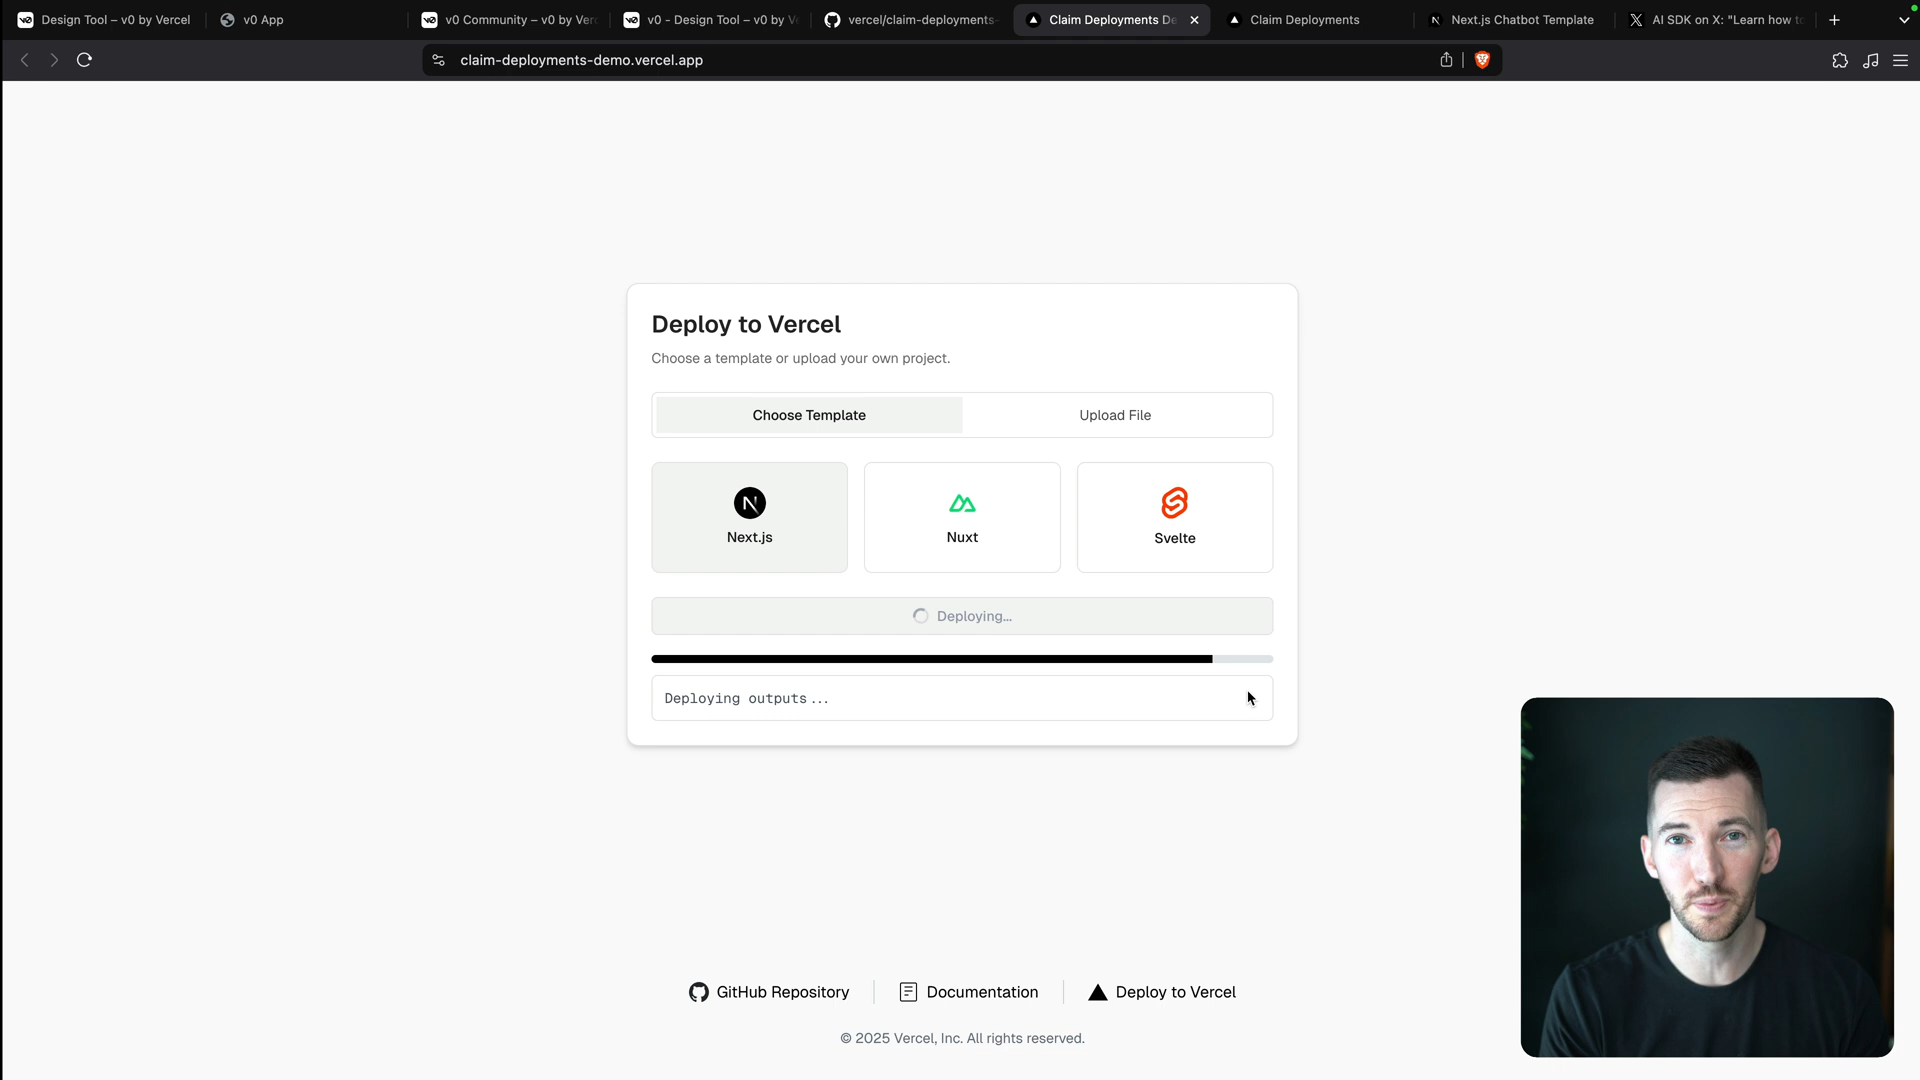 Design Tool – v0 by Vercel
v0 App
v0 Community – v0 by Ver
v0 - Design Tool – v0 by V
vercel/claim-deployments-
Claim Deployments De
Claim Deployments
Next.js Chatbot Template
AI SDK on X: "Learn how to
claim-deployments-demo.vercel.app
Deploy to Vercel
Choose a template or upload your own project.
Choose Template
Upload File
Next.js
Nuxt
Svelte
Deploying...
Deploying outputs...
GitHub Repository
Documentation
Deploy to Vercel
© 2025 Vercel, Inc. All rights reserved.